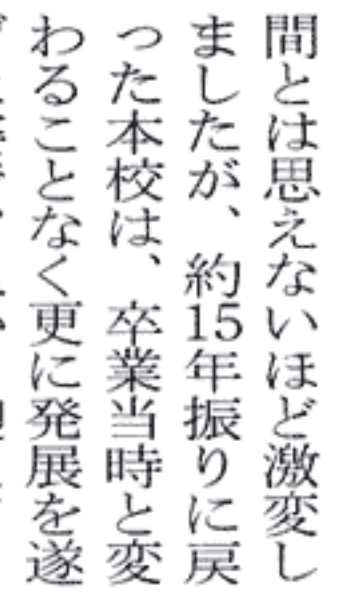 間とは思えないほど激変し
ましたが、約15年振りに戻
った本校は、卒業当時と変
わることなく更に発展を遂